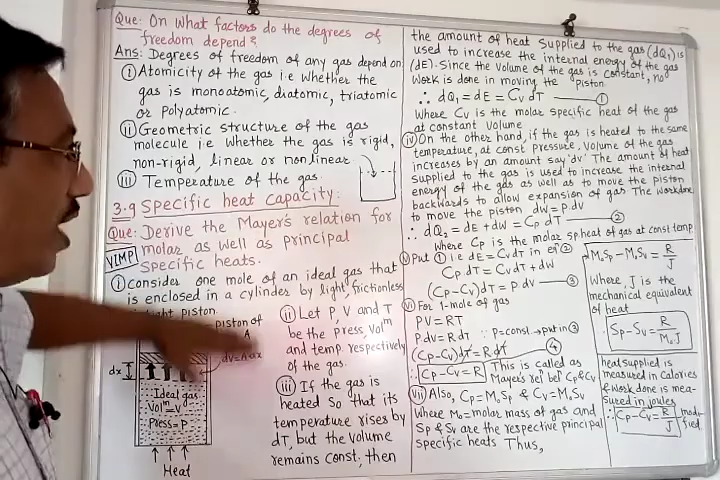 Que: On what factors do the degrees of
freedom depend?
Ans: Degrees of freedom of any gas depend on:
(i) Atomicity of the gas i.e whether the
gas is monoatomic, diatomic, triatomic
or Polyatomic.
(ii) Geometric structure of the gas
molecule i.e whether the gas is rigid,
non-rigid, linear or nonlinear
(iii) Temperature of the gas.
3.9 Specific heat capacity:
Que: Derive the Mayer's relation for
VIMP molar as well as principal
specific heats.
(i) consider one mole of an ideal gas that
is enclosed in a cylinder by light, frictionless
piston.
piston of
A
dV=A.dx
dx
Ideal gas
Volm=V
Press=P
Heat
(ii) Let P, V and T
be the press, Volm
and temp. respectively
of the gas.
(iii) If the gas is
heated so that its
temperature rises by
dT, but the volume
remains const, then
the amount of heat supplied to the gas (dQ1) is
used to increase the internal energy of the gas
(dE). Since the volume of the gas is constant, no
work is done in moving the piston.
∴ dQ1 = dE = Cv dT —— (1)
Where Cv is the molar specific heat of the gas
at constant volume
(iv) On the other hand, if the gas is heated to the same
temperature, at const pressure, volume of the gas
increases by an amount say 'dv' The amount of heat
supplied to the gas is used to increase the internal
energy of the gas as well as to move the piston
backwards to allow expansion of gas The workdone
to move the piston dW = P.dV
∴ dQ2 = dE + dW = Cp dT —— (2)
Where Cp is the molar sp heat of gas at const temp
(v) Put (1) i.e dE = CvdT in eqn (2)
Cp dT = CvdT + dW
(Cp-Cv)dT = P.dV —— (3)
(vi) For 1-mole of gas
PV = RT
P.dV = R.dT ∵ P=const → put in (3)
(Cp-Cv)dT = R.dT —— (4)
∴ Cp-Cv = R This is called as
Mayer's relⁿ bet Cp & Cv
(vii) Also, Cp = M₀Sp & Cv = M₀Sv
Where M₀=molar mass of gas and
Sp & Sv are the respective principal
specific heats Thus,
M₀Sp - M₀Sv = R/J
Where, J is the
mechanical equivalent
of heat
∴ Sp-Sv = R/M₀J
heat supplied is
measured in Calories
& work done is mea-
sured in joules
∴ Cp-Cv = R/J modi-
fied